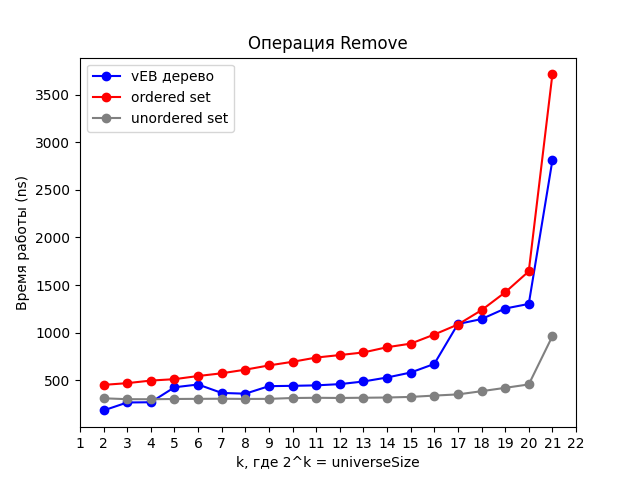 Операция Remove
vEB дерево
ordered set
unordered set
Время работы (ns)
3500
3000
2500
2000
1500
1000
500
1 2 3 4 5 6 7 8 9 10 11 12 13 14 15 16 17 18 19 20 21 22
k, где 2^k = universeSize